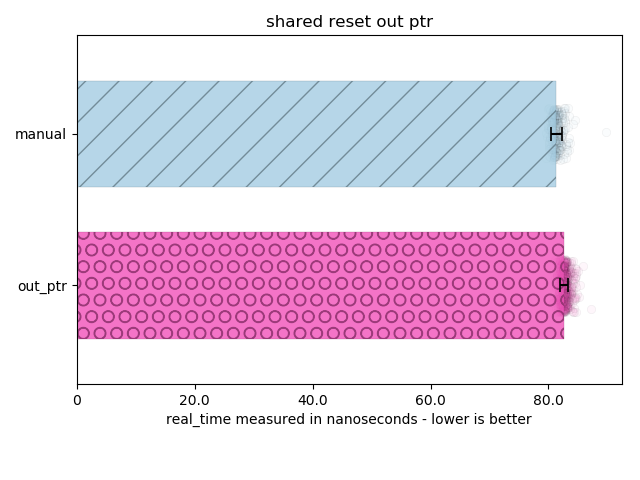 shared reset out ptr
manual
out_ptr
0 20.0 40.0 60.0 80.0
real_time measured in nanoseconds - lower is better